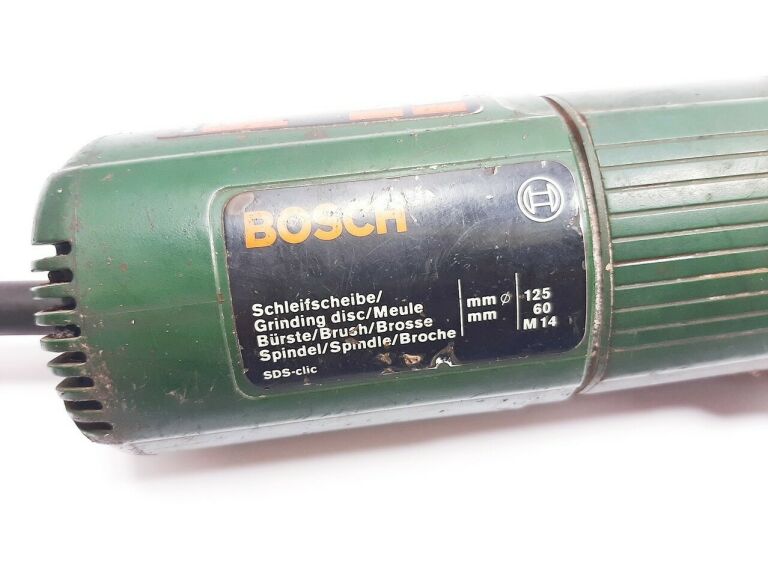 BOSCH
Schleifscheibe/
Grinding disc/Meule mm ⌀ 125
Bürste/Brush/Brosse mm 60
Spindel/Spindle/Broche M 14
SDS-clic